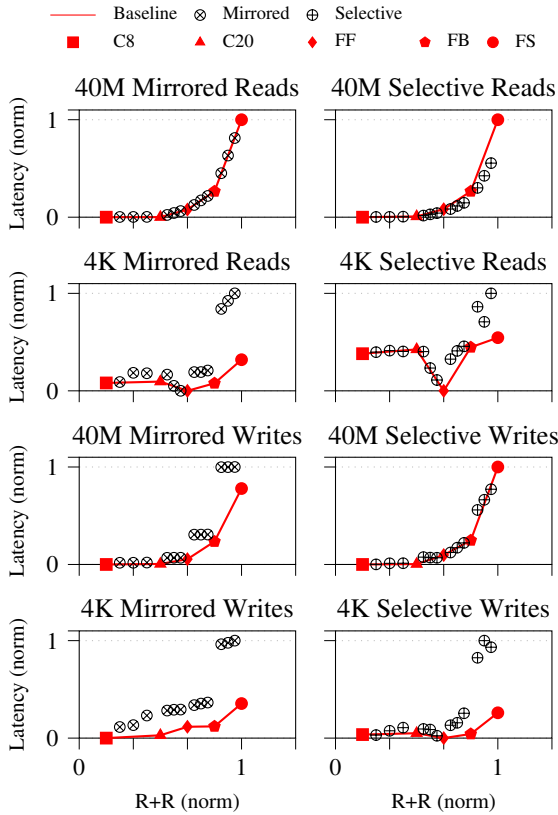 Baseline Mirrored Selective
C8 C20 FF FB FS
40M Mirrored Reads 40M Selective Reads
Latency (norm)
1
0
4K Mirrored Reads 4K Selective Reads
Latency (norm)
1
0
40M Mirrored Writes 40M Selective Writes
Latency (norm)
1
0
4K Mirrored Writes 4K Selective Writes
Latency (norm)
1
0
0 1 0 1
R+R (norm) R+R (norm)